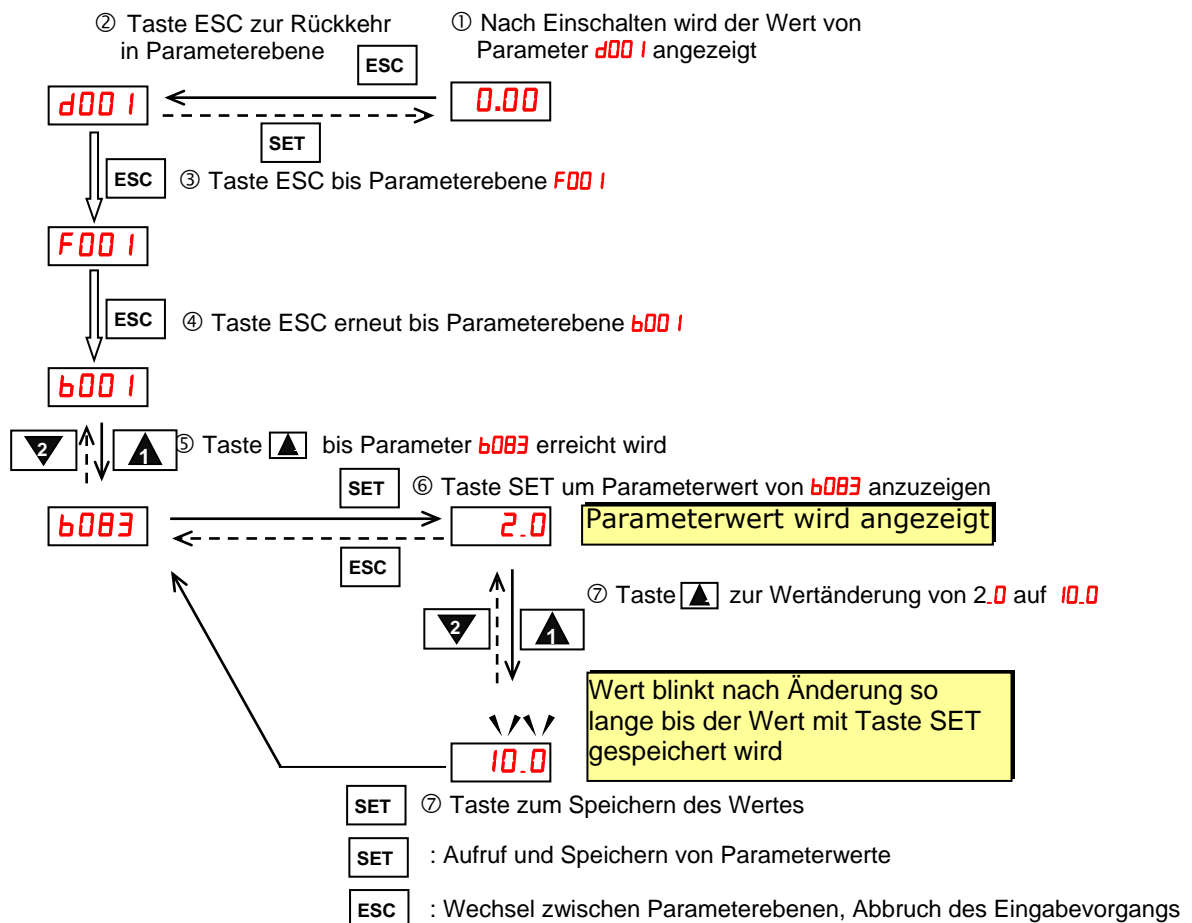 ② Taste ESC zur Rückkehr
in Parameterebene
① Nach Einschalten wird der Wert von
Parameter d001 angezeigt
ESC
d001
0.00
SET
ESC
③ Taste ESC bis Parameterebene F001
F001
ESC
④ Taste ESC erneut bis Parameterebene b001
b001
2
1
⑤ Taste ▲ bis Parameter b083 erreicht wird
SET
⑥ Taste SET um Parameterwert von b083 anzuzeigen
b083
2.0
Parameterwert wird angezeigt
ESC
⑦ Taste ▲ zur Wertänderung von 2.0 auf 10.0
2
1
Wert blinkt nach Änderung so
lange bis der Wert mit Taste SET
gespeichert wird
10.0
SET
⑦ Taste zum Speichern des Wertes
SET
: Aufruf und Speichern von Parameterwerte
ESC
: Wechsel zwischen Parameterebenen, Abbruch des Eingabevorgangs